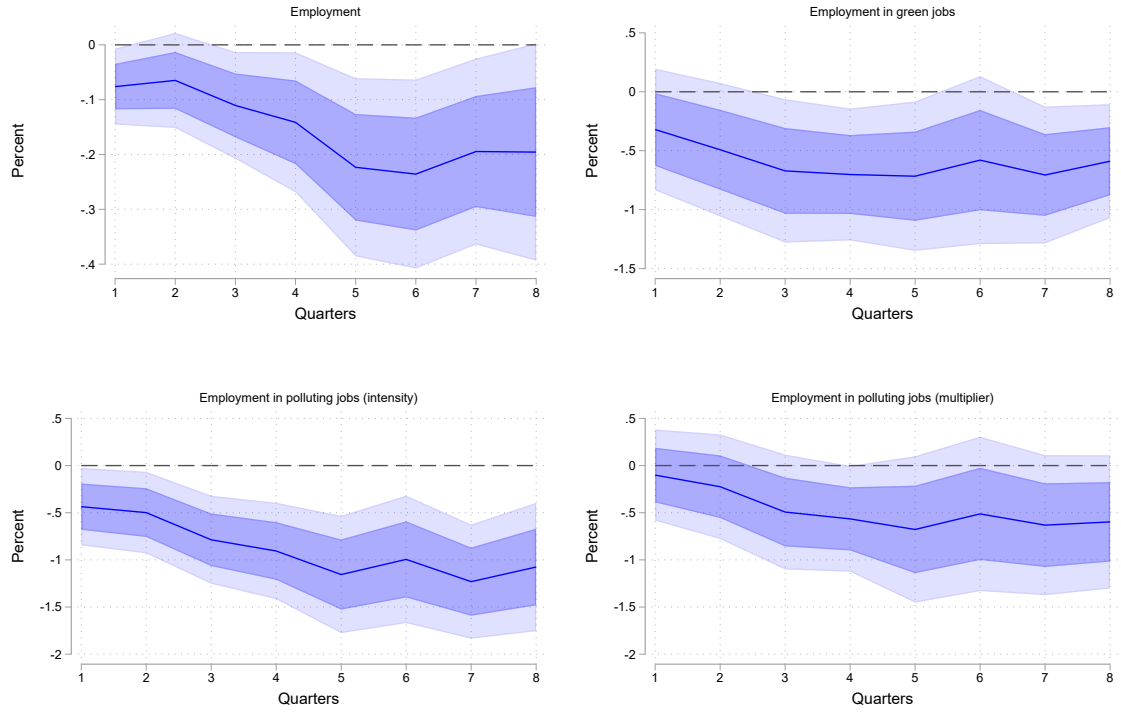 Employment
Percent
0
-.1
-.2
-.3
-.4
1 2 3 4 5 6 7 8
Quarters
Employment in green jobs
Percent
.5
0
-.5
-1
-1.5
1 2 3 4 5 6 7 8
Quarters
Employment in polluting jobs (intensity)
Percent
.5
0
-.5
-1
-1.5
-2
1 2 3 4 5 6 7 8
Quarters
Employment in polluting jobs (multiplier)
Percent
.5
0
-.5
-1
-1.5
-2
1 2 3 4 5 6 7 8
Quarters